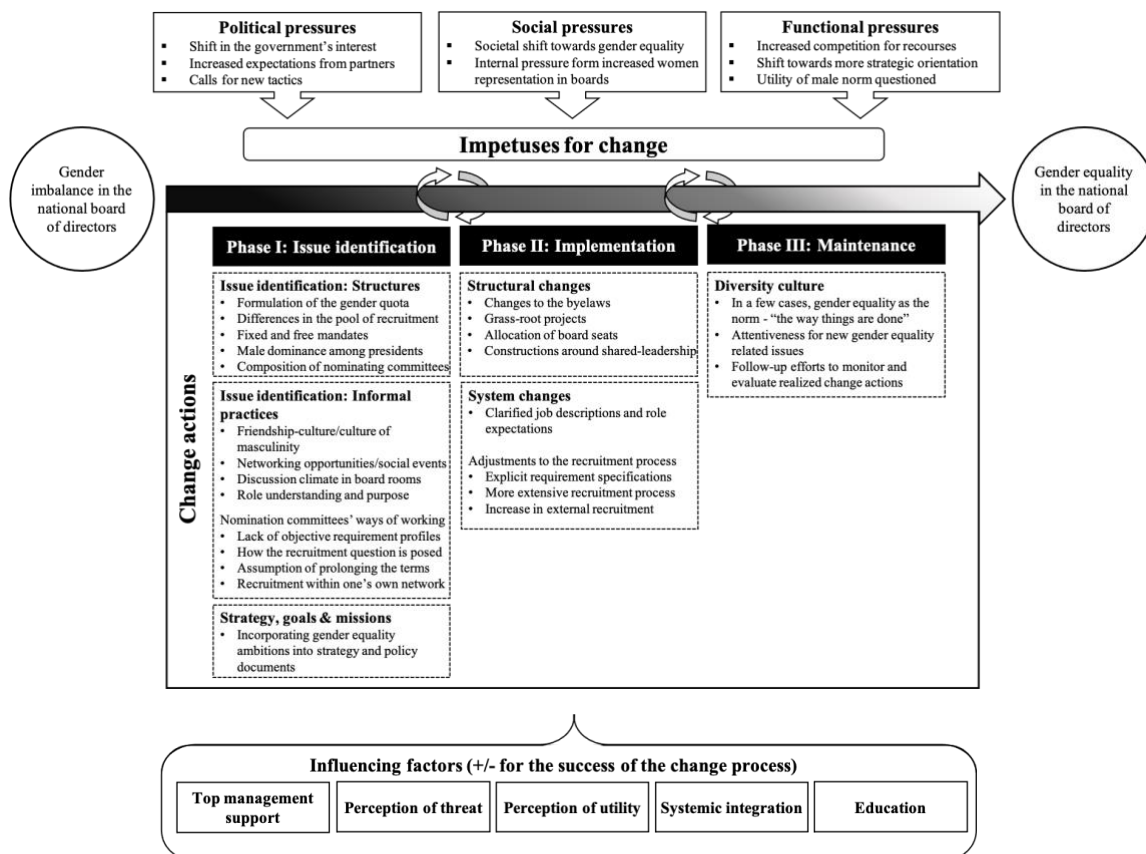 Political pressures
▪ Shift in the government's interest
▪ Increased expectations from partners
▪ Calls for new tactics
Social pressures
▪ Societal shift towards gender equality
▪ Internal pressure form increased women
representation in boards
Functional pressures
▪ Increased competition for recourses
▪ Shift towards more strategic orientation
▪ Utility of male norm questioned
Impetuses for change
Gender
imbalance in the
national board
of directors
Gender equality
in the national
board of
directors
Change actions
Phase I: Issue identification
Issue identification: Structures
• Formulation of the gender quota
• Differences in the pool of recruitment
• Fixed and free mandates
• Male dominance among presidents
• Composition of nominating committees
Issue identification: Informal
practices
• Friendship-culture/culture of
masculinity
• Networking opportunities/social events
• Discussion climate in board rooms
• Role understanding and purpose
Nomination committees' ways of working
• Lack of objective requirement profiles
• How the recruitment question is posed
• Assumption of prolonging the terms
• Recruitment within one's own network
Strategy, goals & missions
• Incorporating gender equality
ambitions into strategy and policy
documents
Phase II: Implementation
Structural changes
• Changes to the byelaws
• Grass-root projects
• Allocation of board seats
• Constructions around shared-leadership
System changes
• Clarified job descriptions and role
expectations
Adjustments to the recruitment process
• Explicit requirement specifications
• More extensive recruitment process
• Increase in external recruitment
Phase III: Maintenance
Diversity culture
• In a few cases, gender equality as the
norm - “the way things are done”
• Attentiveness for new gender equality
related issues
• Follow-up efforts to monitor and
evaluate realized change actions
Influencing factors (+/- for the success of the change process)
Top management
support
Perception of threat
Perception of utility
Systemic integration
Education